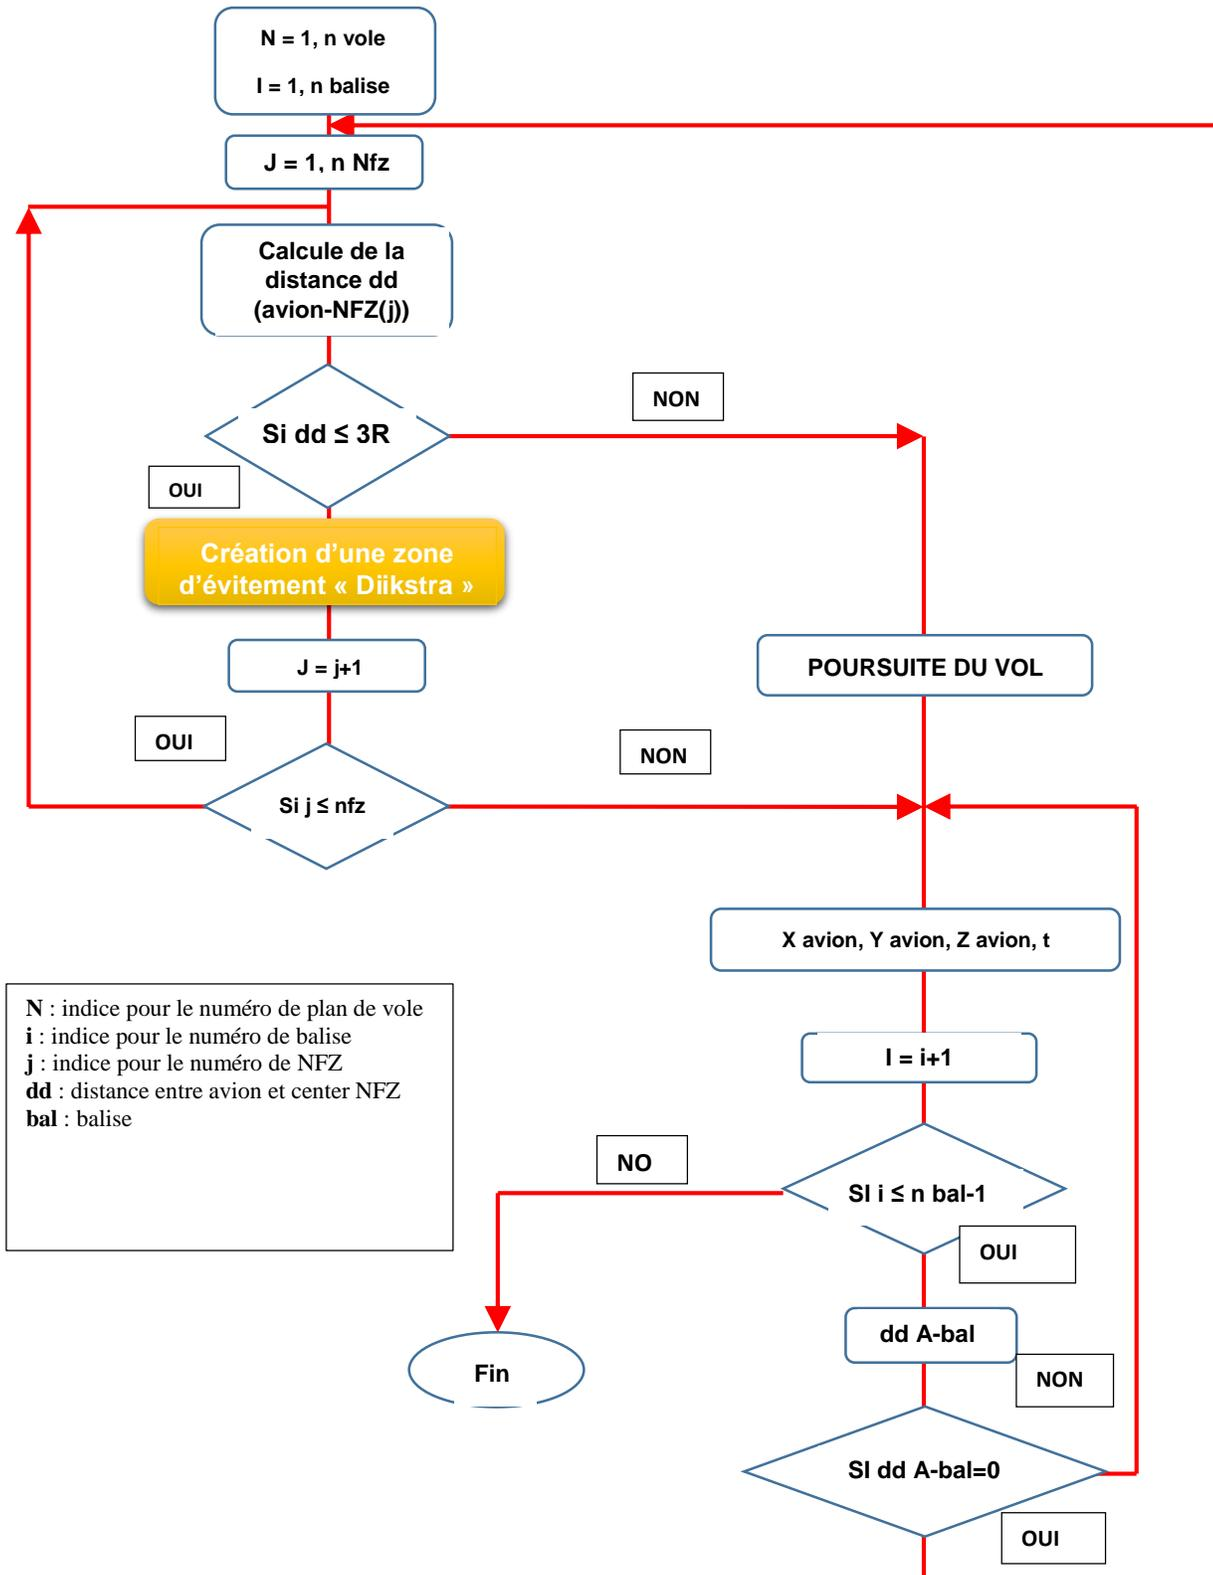 N = 1, n vole
I = 1, n balise
J = 1, n Nfz
Calcule de la
distance dd
(avion-NFZ(j))
Si dd ≤ 3R
NON
OUI
Création d’une zone
d’évitement « Diikstra »
J = j+1
POURSUITE DU VOL
OUI
NON
Si j ≤ nfz
X avion, Y avion, Z avion, t
N : indice pour le numéro de plan de vole
i : indice pour le numéro de balise
j : indice pour le numéro de NFZ
dd : distance entre avion et center NFZ
bal : balise
I = i+1
NO
SI i ≤ n bal-1
OUI
dd A-bal
Fin
NON
SI dd A-bal=0
OUI